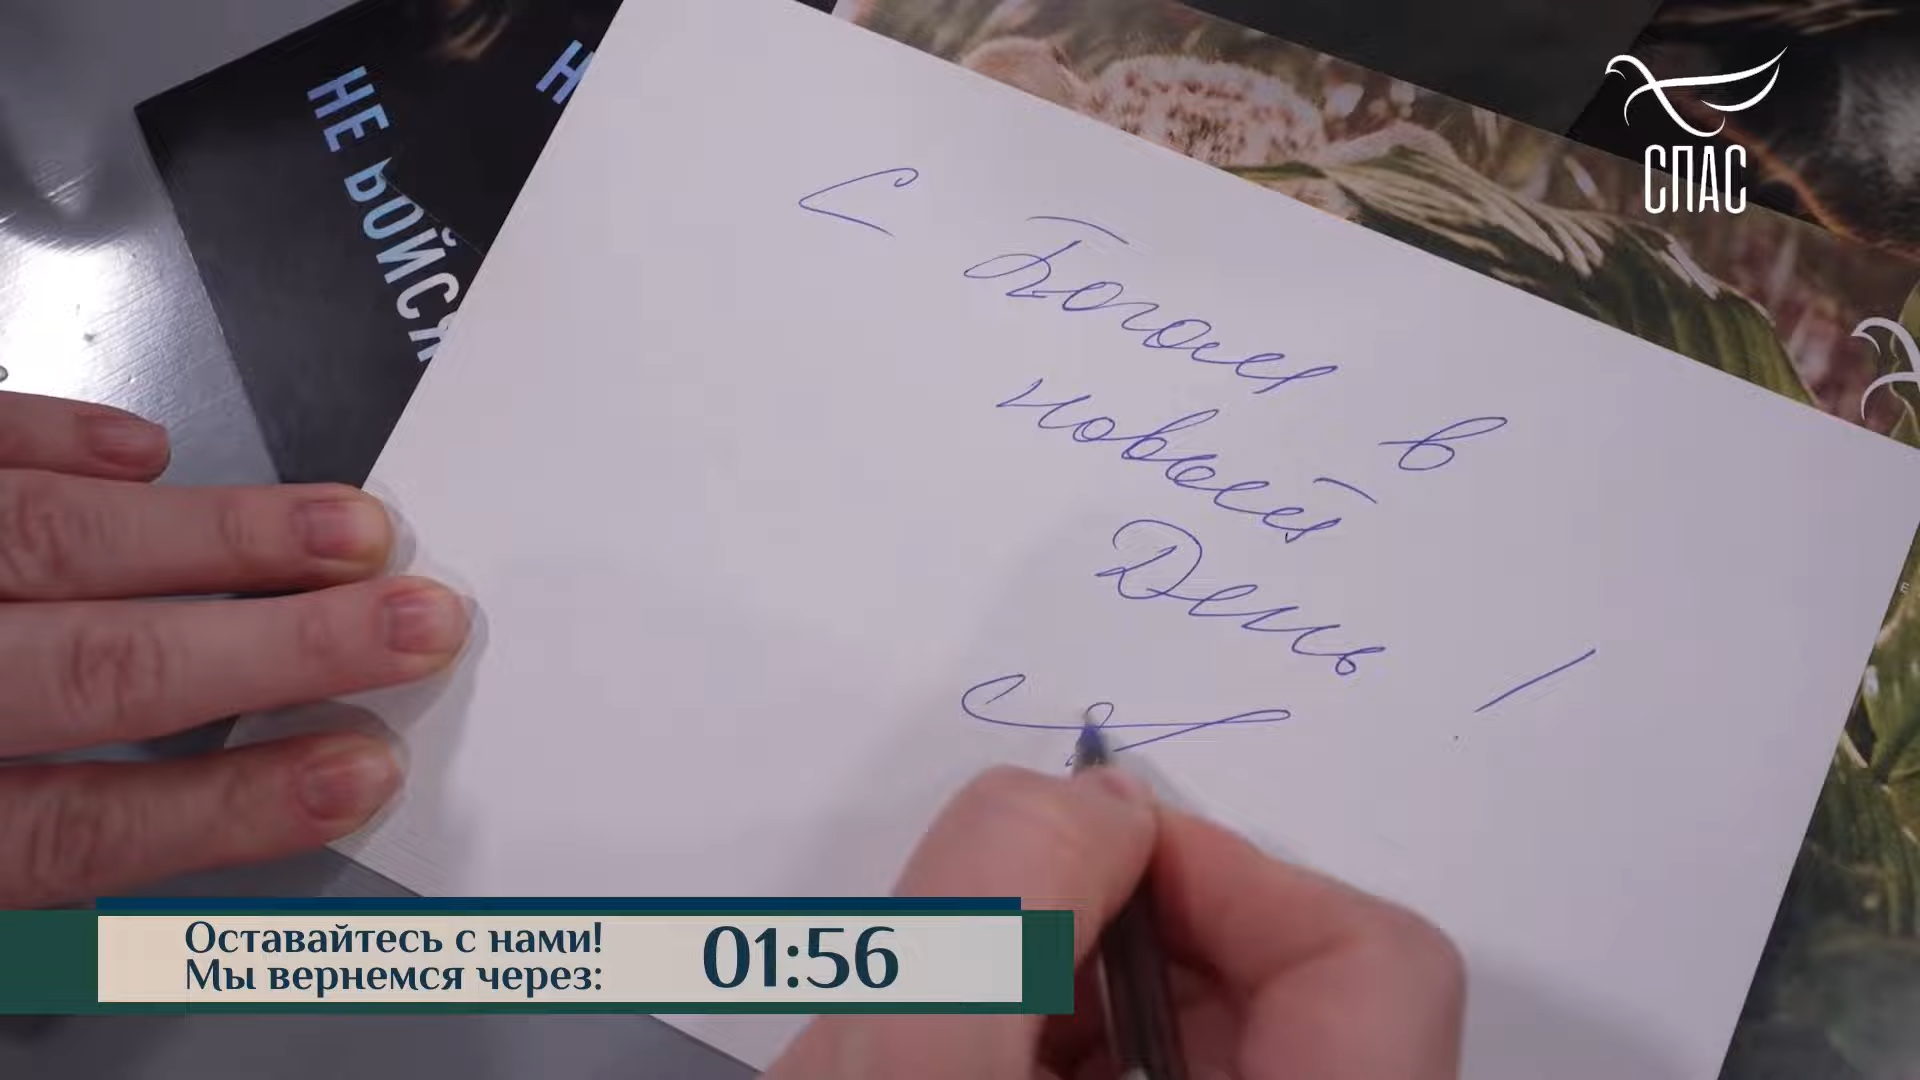 НЕ БОЙСЯ
Н
СПАС
С Богом в
новый
День !
Оставайтесь с нами!
Мы вернемся через:
01:56